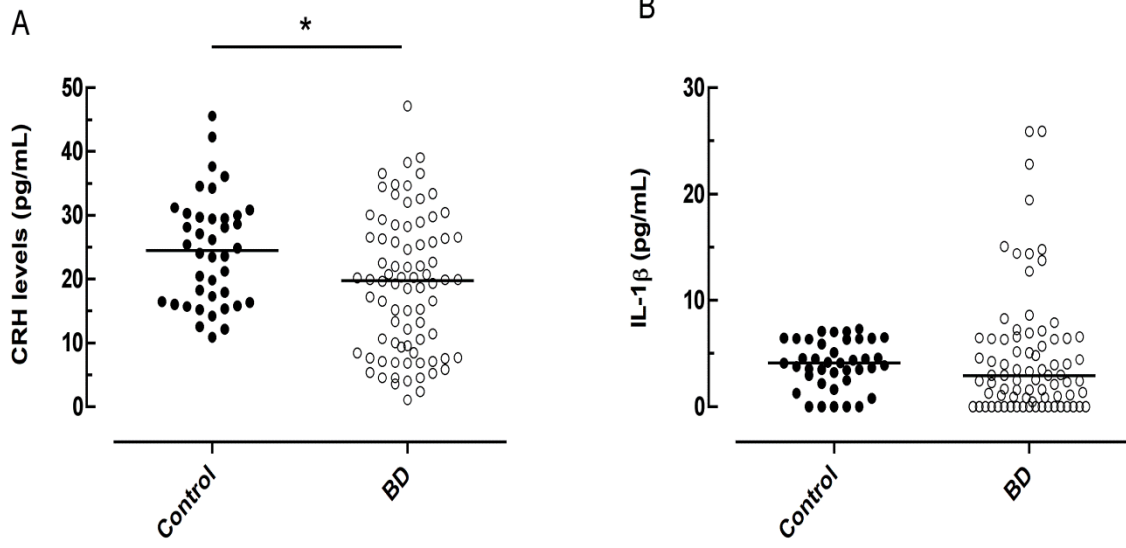 A
*
CRH levels (pg/mL)
50
40
30
20
10
0
Control
BD
B
IL-1β (pg/mL)
30
20
10
0
Control
BD